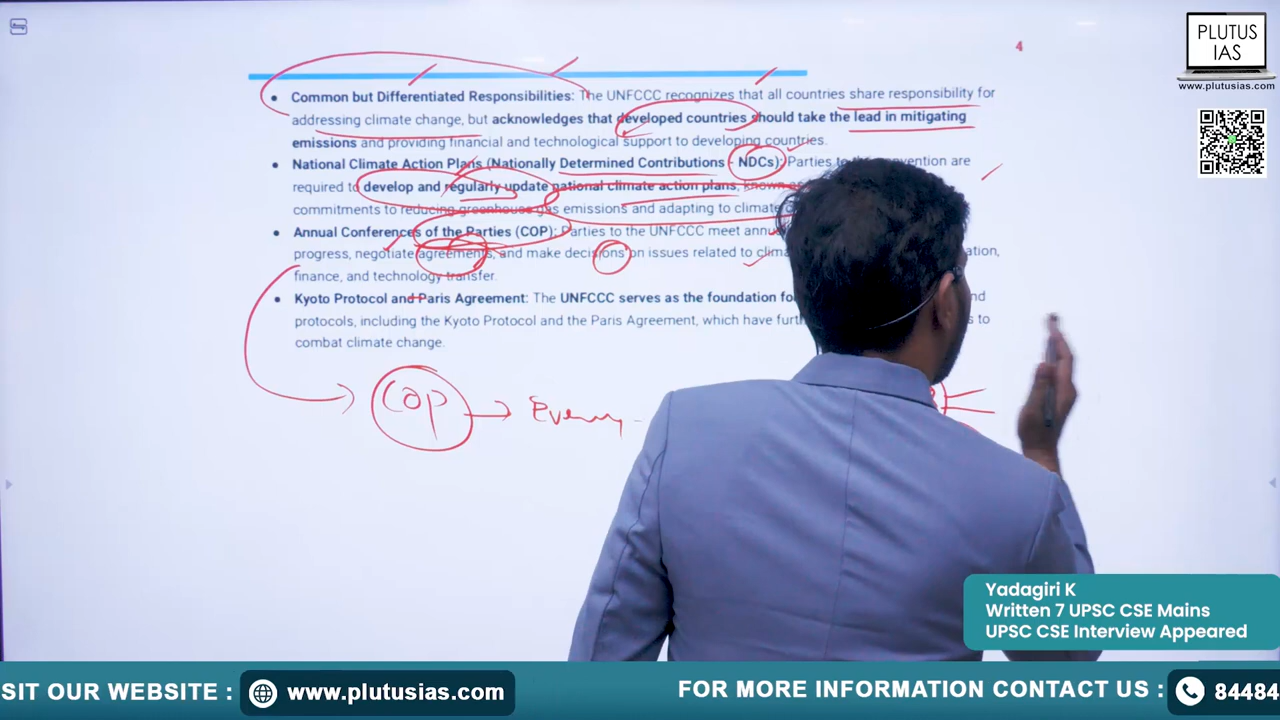 4
PLUTUS
IAS
www.plutusias.com
• Common but Differentiated Responsibilities: The UNFCCC recognizes that all countries share responsibility for
addressing climate change, but acknowledges that developed countries should take the lead in mitigating
emissions and providing financial and technological support to developing countries.
• National Climate Action Plans (Nationally Determined Contributions - NDCs): Parties to the convention are
required to develop and regularly update national climate action plans, known
commitments to reducing greenhouse gas emissions and adapting to climate
Annual Conferences of the Parties (COP): Parties to the UNFCCC meet
progress, negotiate agreements, and make decisions on issues related to
finance, and technology transfer.
• Kyoto Protocol and Paris Agreement: The UNFCCC serves as the foundation
protocols, including the Kyoto Protocol and the Paris Agreement, which have to
combat climate change.
COP → Every
Yadagiri K
Written 7 UPSC CSE Mains
UPSC CSE Interview Appeared
SIT OUR WEBSITE : www.plutusias.com FOR MORE INFORMATION CONTACT US : 84484